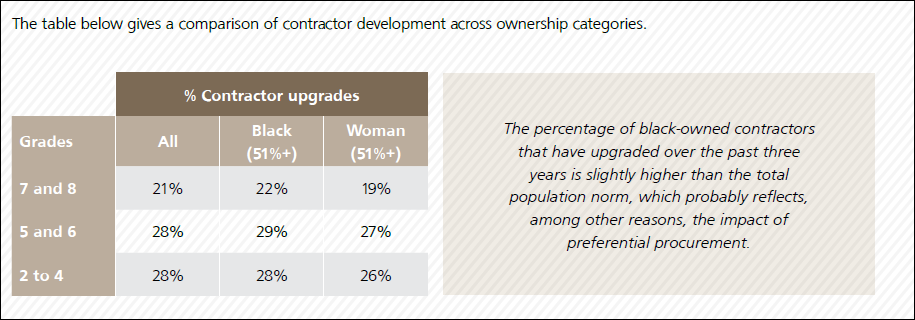 The table below gives a comparison of contractor development across ownership categories.
% Contractor upgrades
Grades All Black (51%+) Woman (51%+)
7 and 8 21% 22% 19%
5 and 6 28% 29% 27%
2 to 4 28% 28% 26%
The percentage of black-owned contractors
that have upgraded over the past three
years is slightly higher than the total
population norm, which probably reflects,
among other reasons, the impact of
preferential procurement.